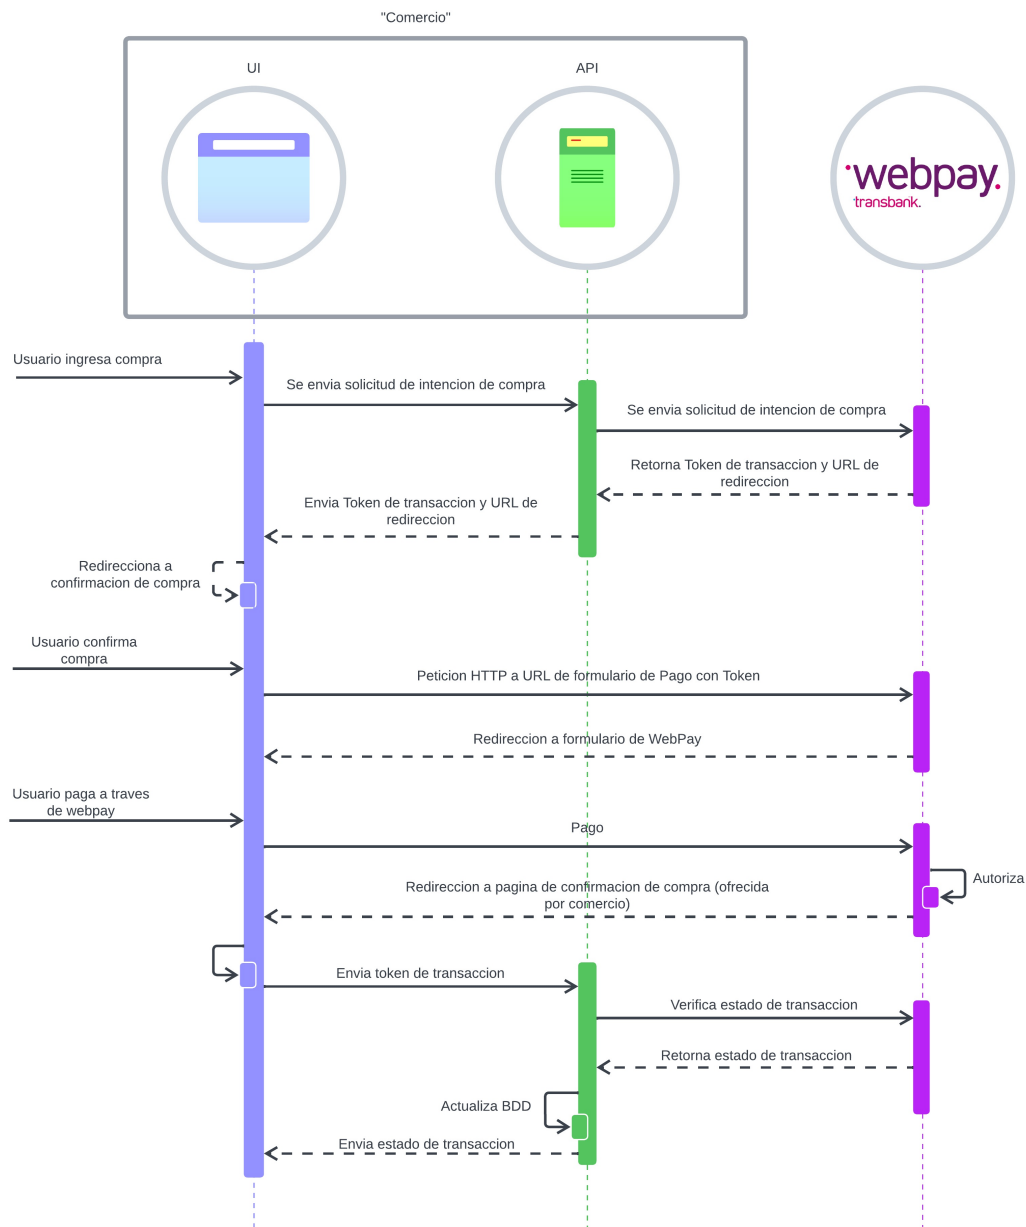 "Comercio"
UI
API
webpay.
transbank.
Usuario ingresa compra
Se envia solicitud de intencion de compra
Se envia solicitud de intencion de compra
Retorna Token de transaccion y URL de
redireccion
Envia Token de transaccion y URL de
redireccion
Redirecciona a
confirmacion de compra
Usuario confirma
compra
Peticion HTTP a URL de formulario de Pago con Token
Redireccion a formulario de WebPay
Usuario paga a traves
de webpay
Pago
Autoriza
Redireccion a pagina de confirmacion de compra (ofrecida
por comercio)
Envia token de transaccion
Verifica estado de transaccion
Retorna estado de transaccion
Actualiza BDD
Envia estado de transaccion